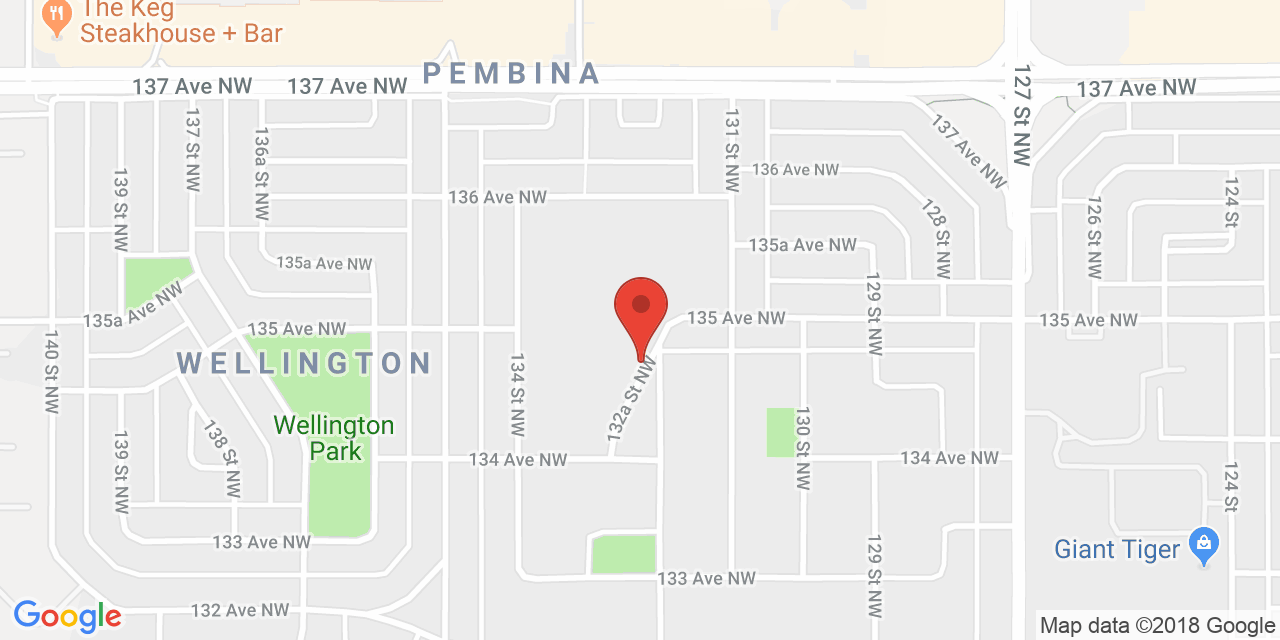 The Keg
Steakhouse + Bar
PEMBINA
137 Ave NW
137 Ave NW
137 Ave NW
127 St NW
137 Ave NW
137 St NW
136a St NW
139 St NW
131 St NW
136 Ave NW
136 Ave NW
128 St NW
126 St NW
124 St
135a Ave NW
135a Ave NW
135a Ave NW
135 Ave NW
135 Ave NW
135 Ave NW
129 St NW
140 St NW
WELLINGTON
134 St NW
132a St NW
Wellington
Park
138 St NW
139 St NW
130 St NW
134 Ave NW
134 Ave NW
124 St
133 Ave NW
129 St NW
Giant Tiger
133 Ave NW
132 Ave NW
Google
Map data ©2018 Google